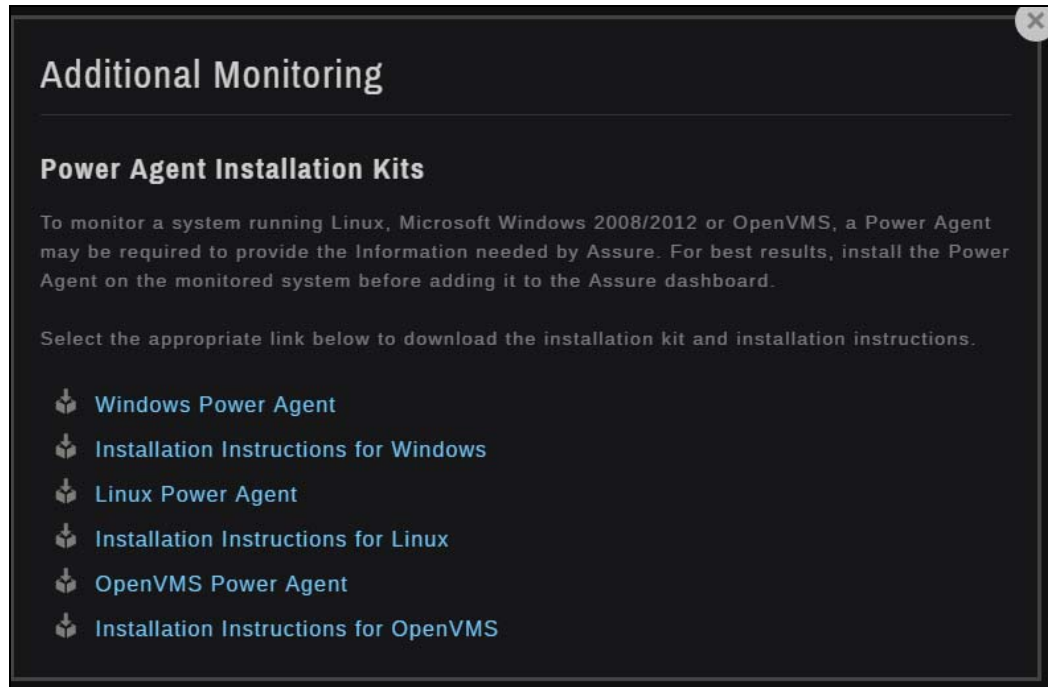 Additional Monitoring
Power Agent Installation Kits
To monitor a system running Linux, Microsoft Windows 2008/2012 or OpenVMS, a Power Agent
may be required to provide the Information needed by Assure. For best results, install the Power
Agent on the monitored system before adding it to the Assure dashboard.
Select the appropriate link below to download the installation kit and installation instructions.
Windows Power Agent
Installation Instructions for Windows
Linux Power Agent
Installation Instructions for Linux
OpenVMS Power Agent
Installation Instructions for OpenVMS